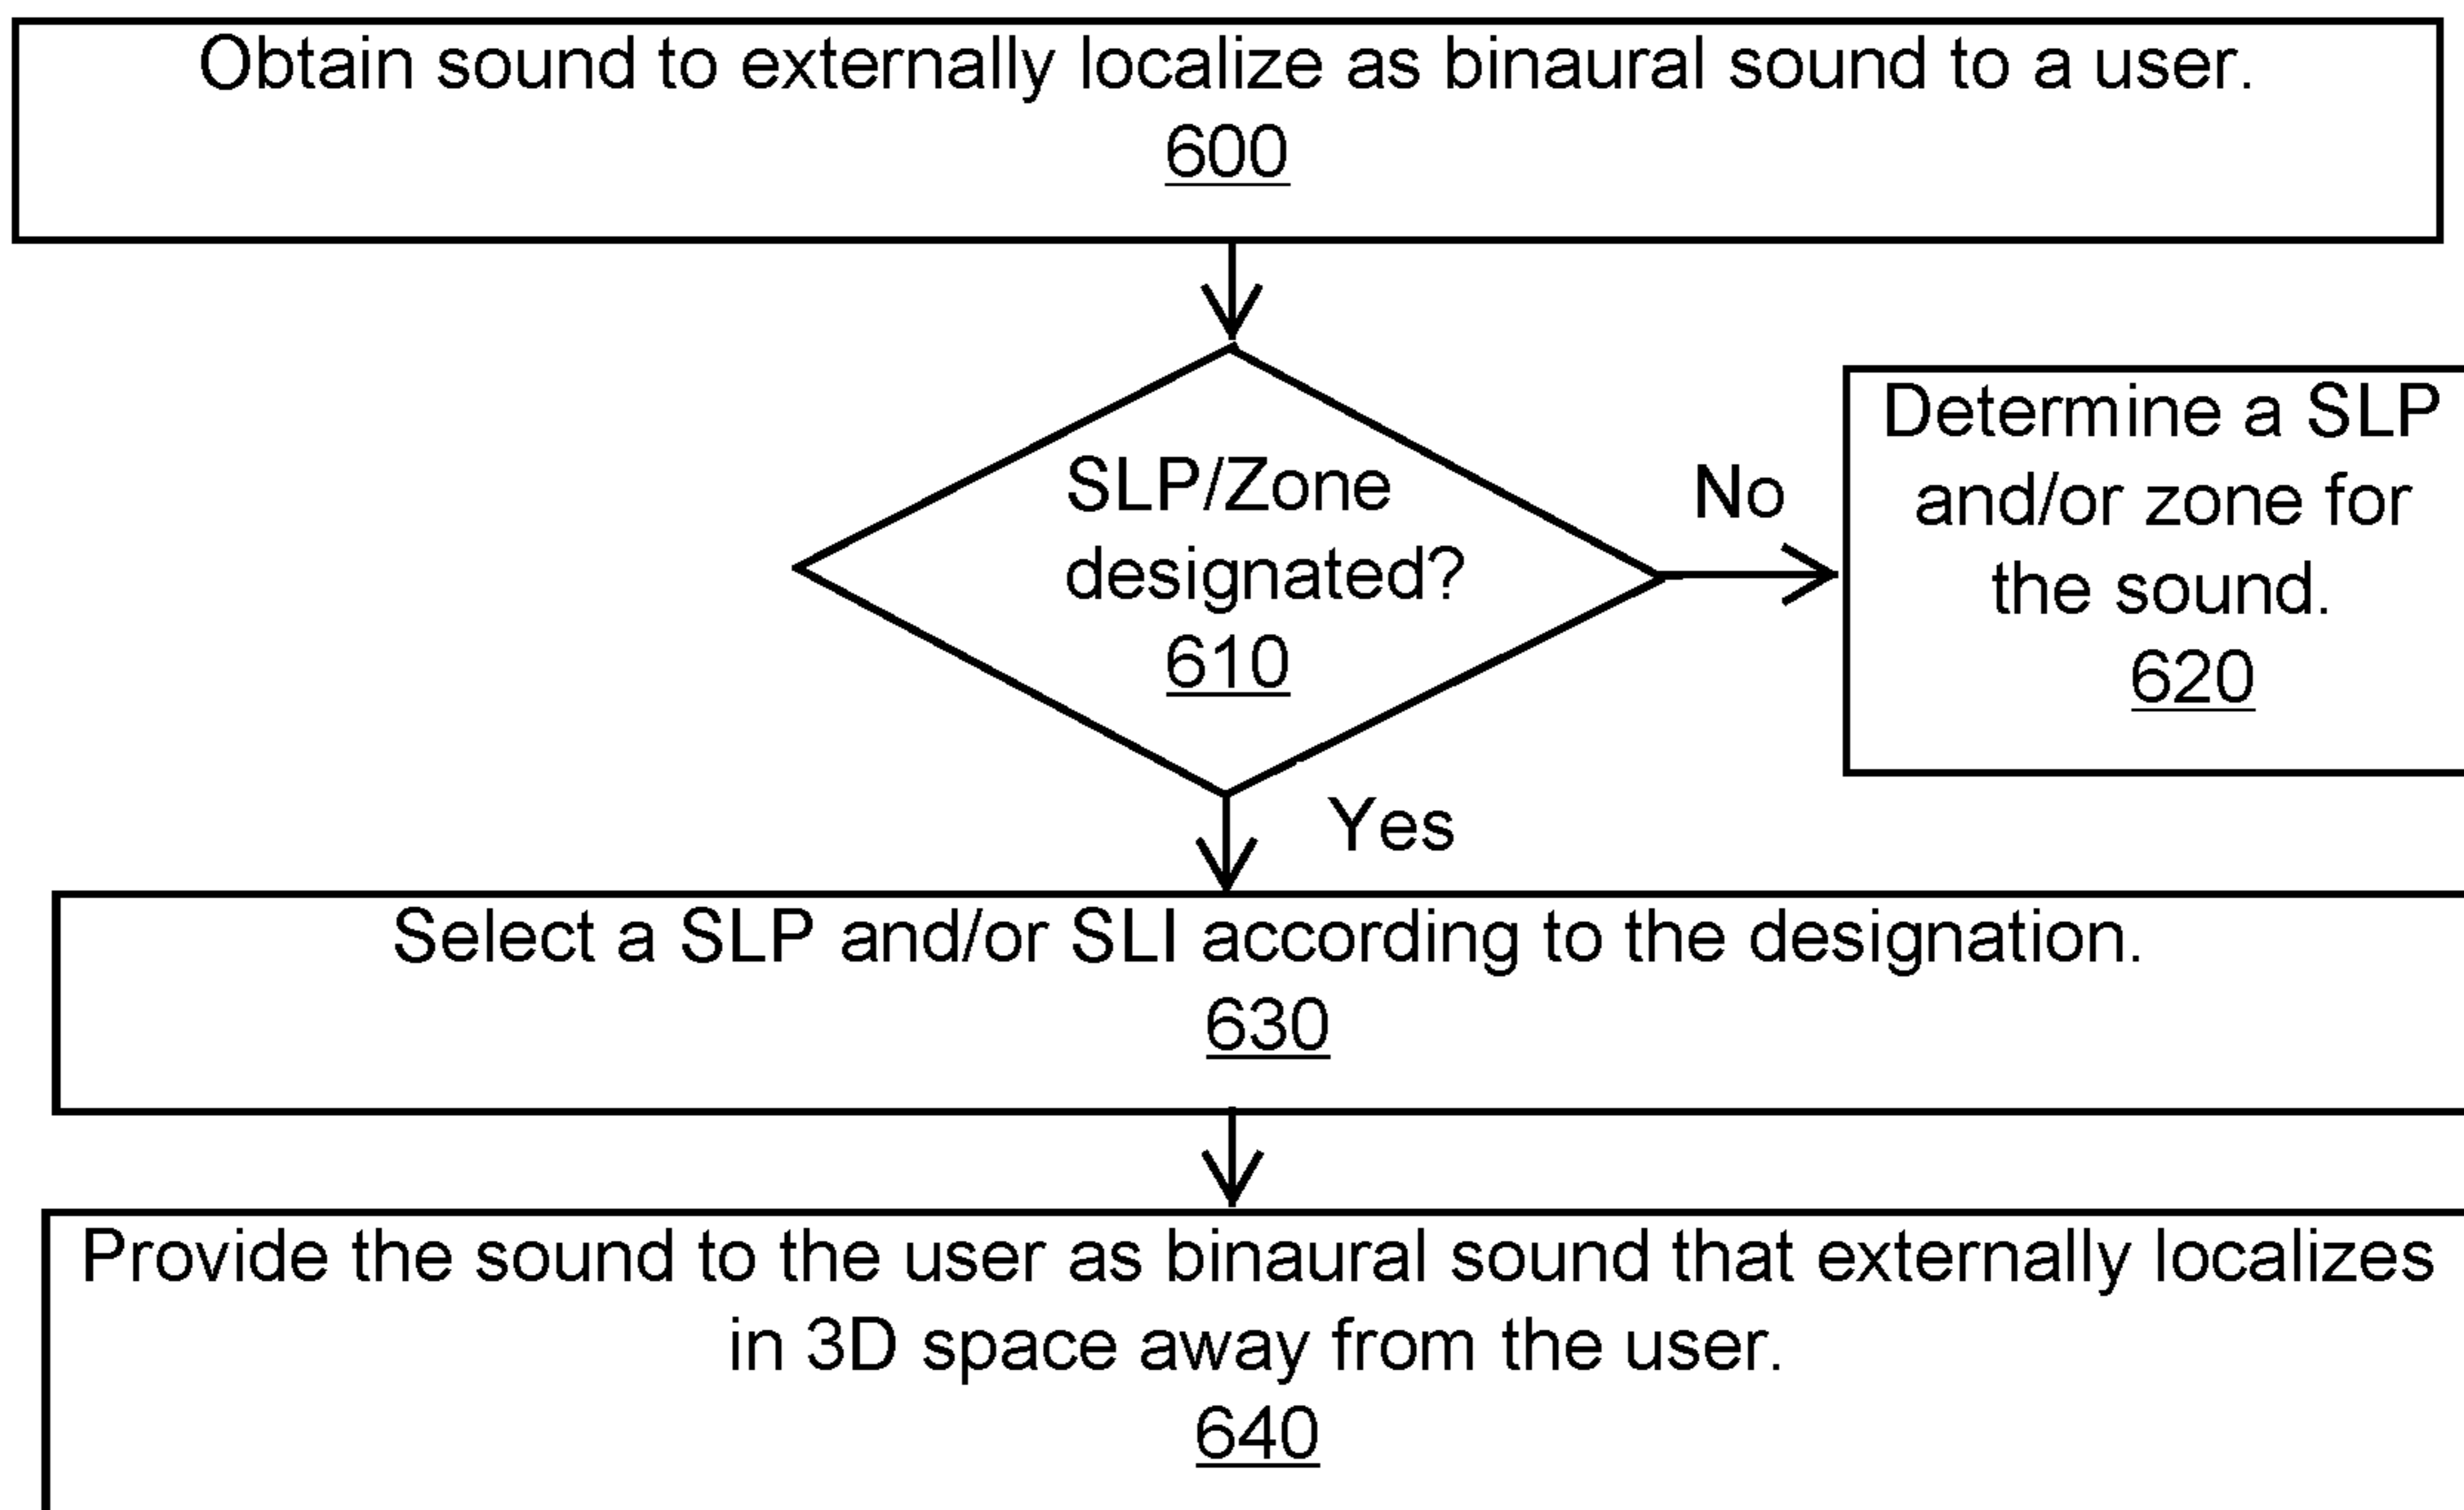 Obtain sound to externally localize as binaural sound to a user.
600
SLP/Zone
designated?
610
No
Determine a SLP
and/or zone for
the sound.
620
Yes
Select a SLP and/or SLI according to the designation.
630
Provide the sound to the user as binaural sound that externally localizes
in 3D space away from the user.
640